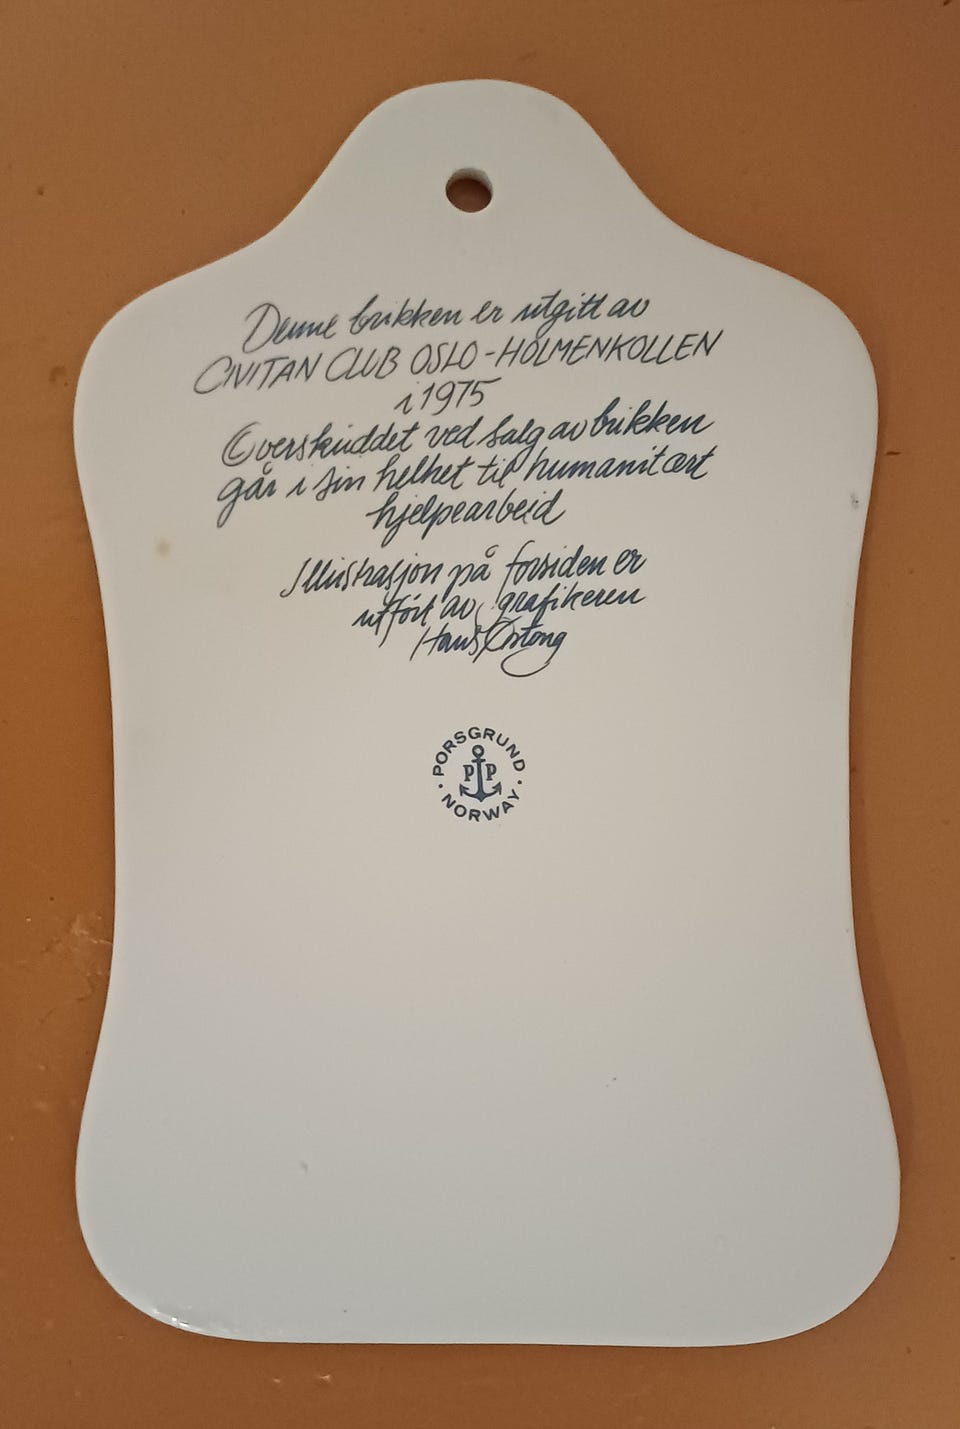 Denne brikken er utgitt av
CIVITAN CLUB OSLO-HOLMENKOLLEN
i 1975
Overskuddet ved salg av brikken
går i sin helhet til humanitært
hjelpearbeid
Illustrasjon på forsiden er
utført av grafikeren
Hans
PORSGRUND
PP
NORWAY